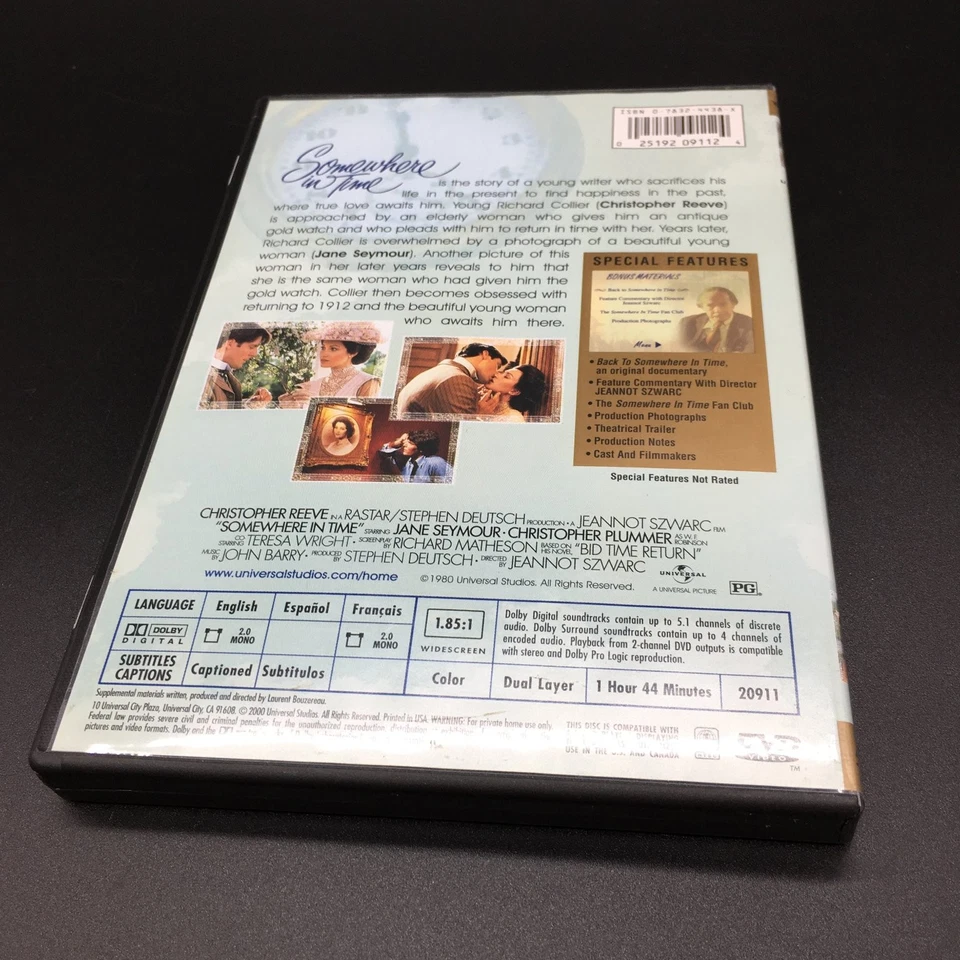 ISBN 0-7832-4438-X
0 25192 09112 4
Somewhere
in Time
is the story of a young writer who sacrifices his
life in the present to find happiness in the past,
where true love awaits him. Young Richard Collier (Christopher Reeve)
is approached by an elderly woman who gives him an antique
gold watch and who pleads with him to return in time with her. Years later,
Richard Collier is overwhelmed by a photograph of a beautiful young
woman (Jane Seymour). Another picture of this
woman in her later years reveals to him that
she is the same woman who had given him the
gold watch. Collier then becomes obsessed with
returning to 1912 and the beautiful young woman
who awaits him there.
SPECIAL FEATURES
BONUS MATERIALS
Back to Somewhere In Time
Feature Commentary with Director
Jeannot Szwarc
The Somewhere In Time Fan Club
Production Photographs
More ▶
• Back To Somewhere In Time,
an original documentary
• Feature Commentary With Director
JEANNOT SZWARC
• The Somewhere In Time Fan Club
• Production Photographs
• Theatrical Trailer
• Production Notes
• Cast And Filmmakers
Special Features Not Rated
CHRISTOPHER REEVE IN A RASTAR/STEPHEN DEUTSCH PRODUCTION • A JEANNOT SZWARC FILM
"SOMEWHERE IN TIME" STARRING JANE SEYMOUR • CHRISTOPHER PLUMMER AS W.F. ROBINSON
CO STARRING TERESA WRIGHT • SCREENPLAY BY RICHARD MATHESON BASED ON HIS NOVEL "BID TIME RETURN"
MUSIC BY JOHN BARRY • PRODUCED BY STEPHEN DEUTSCH • DIRECTED BY JEANNOT SZWARC
www.universalstudios.com/home
©1980 Universal Studios. All Rights Reserved.
UNIVERSAL
A UNIVERSAL PICTURE
PG
LANGUAGE English Español Français
DOLBY DIGITAL 2.0 MONO 2.0 MONO
SUBTITLES CAPTIONS Captioned Subtitulos
1.85:1
WIDESCREEN
Dolby Digital soundtracks contain up to 5.1 channels of discrete
audio. Dolby Surround soundtracks contain up to 4 channels of
encoded audio. Playback from 2-channel DVD outputs is compatible
with stereo and Dolby Pro Logic reproduction.
Color Dual Layer 1 Hour 44 Minutes 20911
Supplemental materials written, produced and directed by Laurent Bouzereau.
10 Universal City Plaza, Universal City, CA 91608. ©2000 Universal Studios. All Rights Reserved. Printed in USA. WARNING: For private home use only.
Federal law provides severe civil and criminal penalties for the unauthorized reproduction, distribution
pictures and video formats. Dolby and the
THIS DISC IS COMPATIBLE WITH
USE IN THE U.S. AND CANADA
DVD
VIDEO
TM